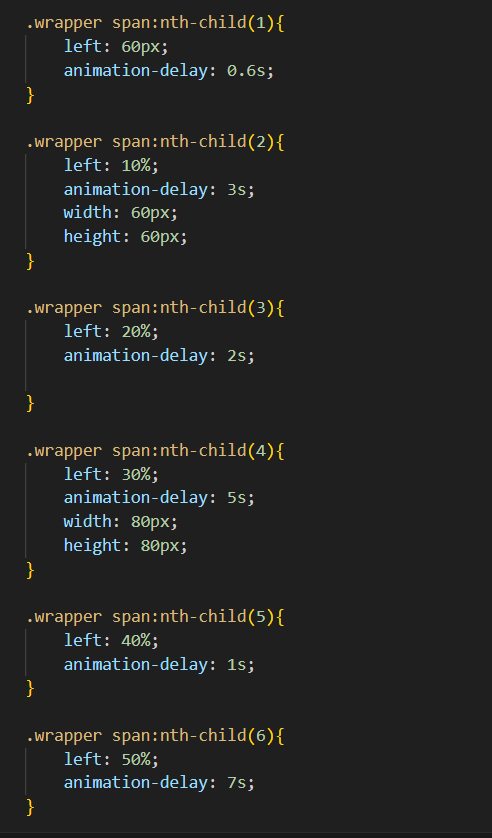 .wrapper span:nth-child(1){
    left: 60px;
    animation-delay: 0.6s;
}

.wrapper span:nth-child(2){
    left: 10%;
    animation-delay: 3s;
    width: 60px;
    height: 60px;
}

.wrapper span:nth-child(3){
    left: 20%;
    animation-delay: 2s;

}

.wrapper span:nth-child(4){
    left: 30%;
    animation-delay: 5s;
    width: 80px;
    height: 80px;
}

.wrapper span:nth-child(5){
    left: 40%;
    animation-delay: 1s;
}

.wrapper span:nth-child(6){
    left: 50%;
    animation-delay: 7s;
}